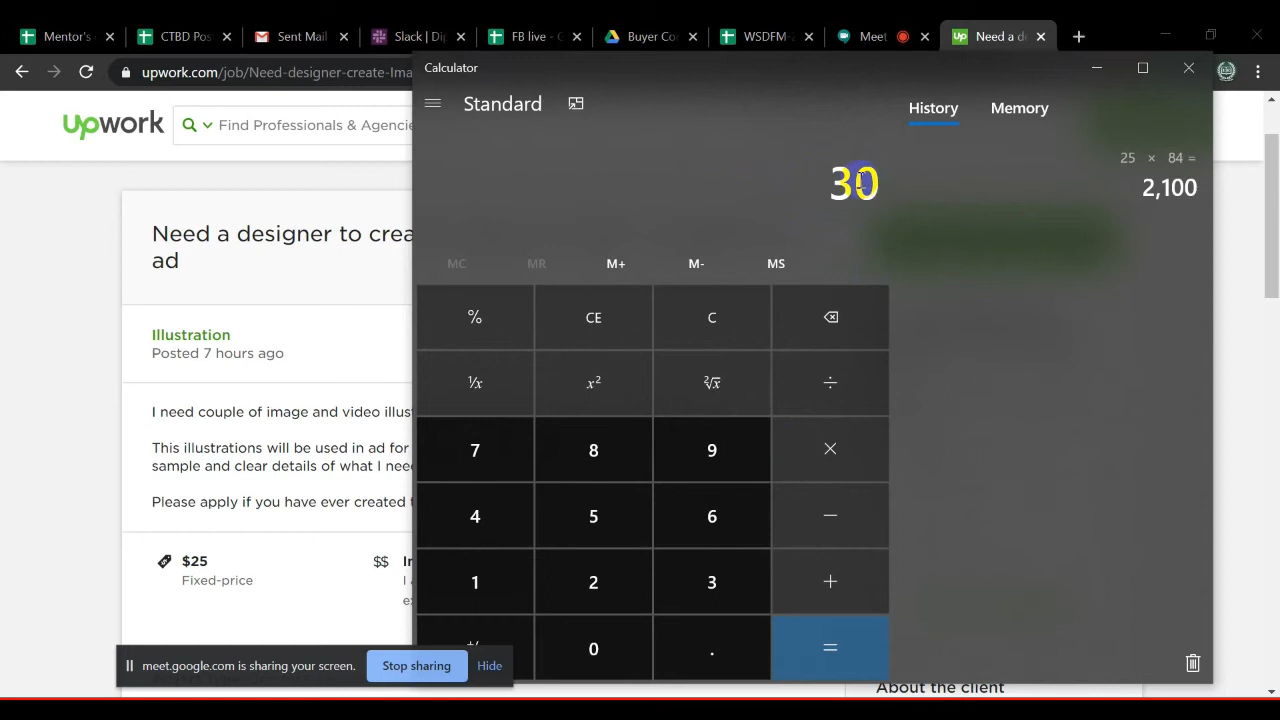 Mentor's
CTBD Pos
Sent Mail
Slack | Di
FB live - C
Buyer Co
WSDFM-
Meet
Up Need a d
upwork.com/job/Need-designer-create-Ima
Calculator
Standard
History
Memory
upwork
Find Professionals & Agencie
25 × 84 =
30
2,100
Need a designer to crea
ad
MC MR M+ M- MS
% CE C
Illustration
Posted 7 hours ago
¹/x x² ²√x ÷
I need couple of image and video illus
7 8 9 ×
This illustrations will be used in ad for
sample and clear details of what I nee
Please apply if you have ever created
4 5 6 −
$25
Fixed-price
$$
1 2 3 +
0 . =
meet.google.com is sharing your screen.
Stop sharing
Hide
About the client